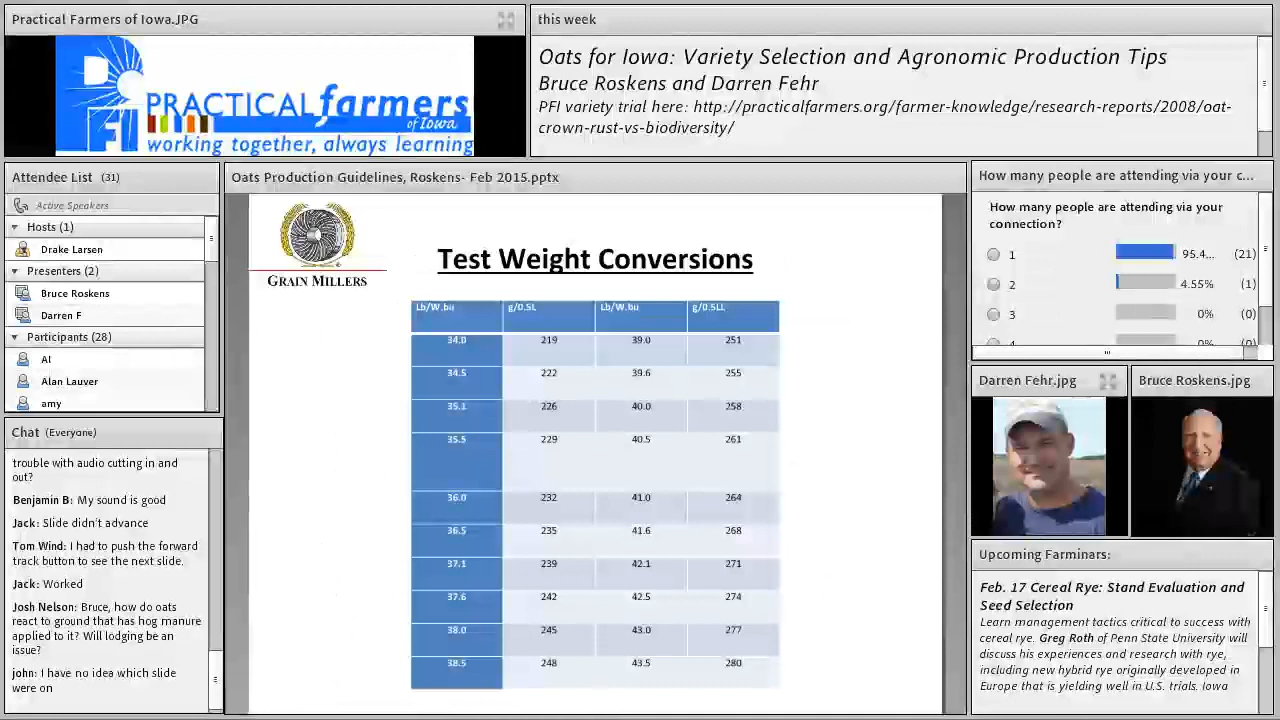 Practical Farmers of Iowa.JPG
PRACTICAL farmers
of Iowa
PFI
working together, always learning
this week
Oats for Iowa: Variety Selection and Agronomic Production Tips
Bruce Roskens and Darren Fehr
PFI variety trial here: http://practicalfarmers.org/farmer-knowledge/research-reports/2008/oat-
crown-rust-vs-biodiversity/
Attendee List (31)
Active Speakers
Hosts (1)
Drake Larsen
Presenters (2)
Bruce Roskens
Darren F
Participants (28)
Al
Alan Lauver
amy
Chat (Everyone)
trouble with audio cutting in and
out?
Benjamin B: My sound is good
Jack: Slide didn't advance
Tom Wind: I had to push the forward
track button to see the next slide.
Jack: Worked
Josh Nelson: Bruce, how do oats
react to ground that has hog manure
applied to it? Will lodging be an
issue?
john: I have no idea which slide
were on
Oats Production Guidelines, Roskens- Feb 2015.pptx
GRAIN MILLERS
Test Weight Conversions
Lb/W.bu g/0.5L Lb/W.bu g/0.5LL
34.0 219 39.0 251
34.5 222 39.6 255
35.1 226 40.0 258
35.5 229 40.5 261
36.0 232 41.0 264
36.5 235 41.6 268
37.1 239 42.1 271
37.6 242 42.5 274
38.0 245 43.0 277
38.5 248 43.5 280
How many people are attending via your c...
How many people are attending via your
connection?
1 95.4... (21)
2 4.55% (1)
3 0% (0)
4 0% (0)
Darren Fehr.jpg
Bruce Roskens.jpg
Upcoming Farminars:
Feb. 17 Cereal Rye: Stand Evaluation and
Seed Selection
Learn management tactics critical to success with
cereal rye. Greg Roth of Penn State University will
discuss his experiences and research with rye,
including new hybrid rye originally developed in
Europe that is yielding well in U.S. trials. Iowa